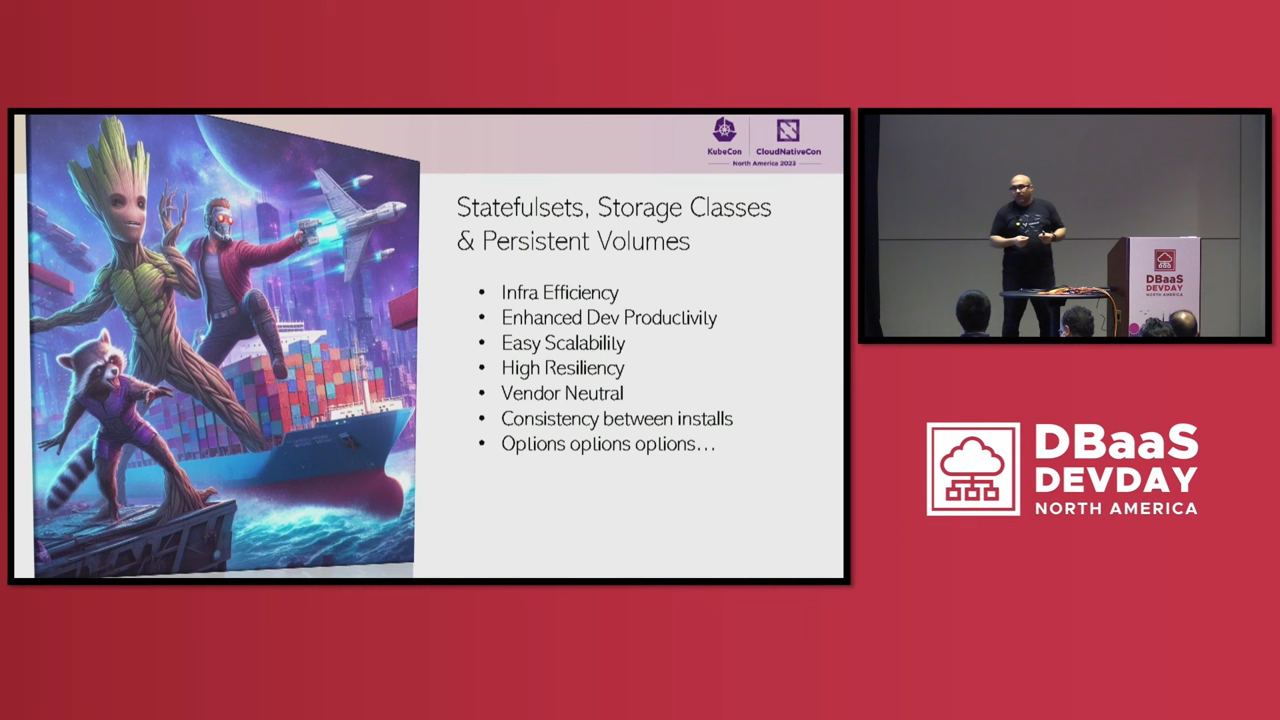 KubeCon
CloudNativeCon
North America 2023
Statefulsets, Storage Classes
& Persistent Volumes
• Infra Efficiency
• Enhanced Dev Productivity
• Easy Scalability
• High Resiliency
• Vendor Neutral
• Consistency between installs
• Options options options...
DBaaS
DEVDAY
NORTH AMERICA
DBaaS
DEVDAY
NORTH AMERICA